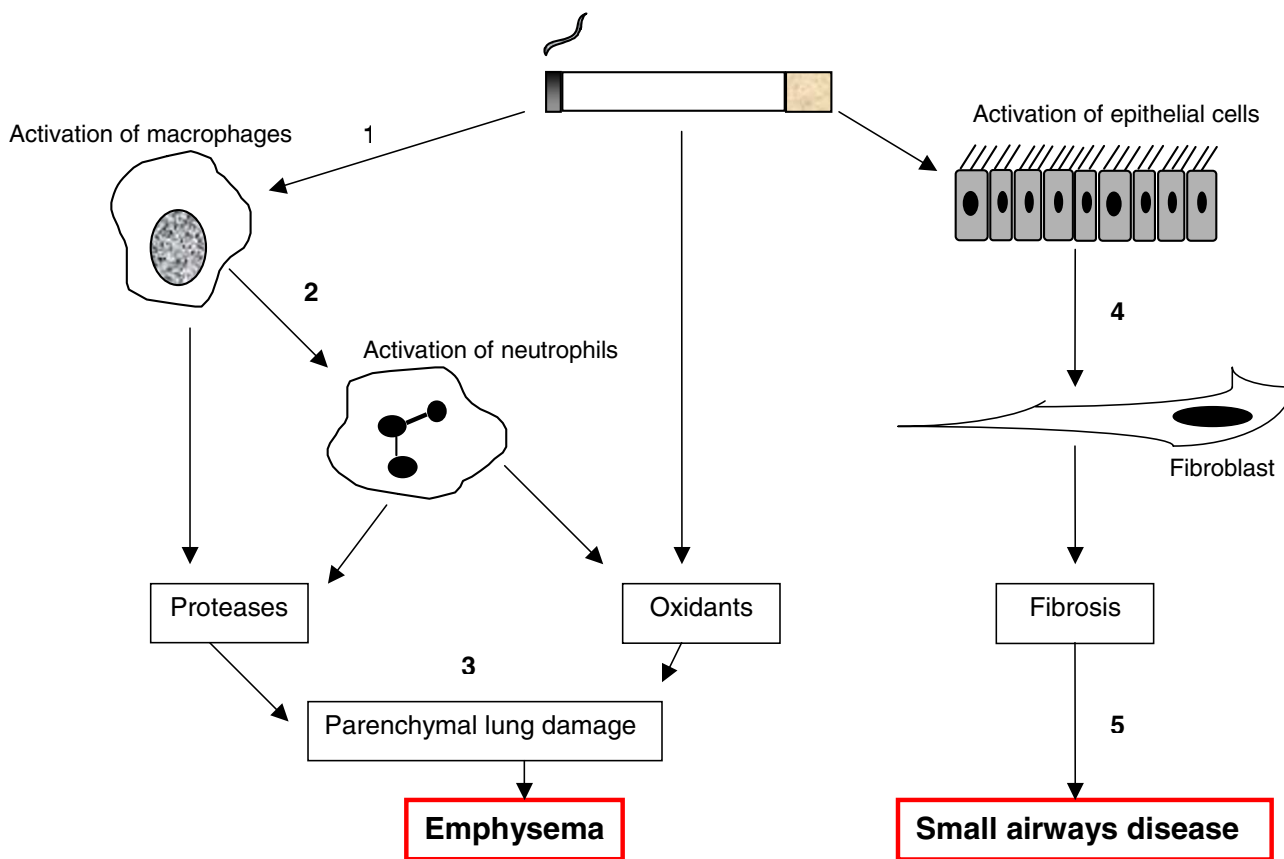 Activation of macrophages
1
Activation of epithelial cells
2
4
Activation of neutrophils
Fibroblast
Proteases
Oxidants
Fibrosis
3
Parenchymal lung damage
5
Emphysema
Small airways disease